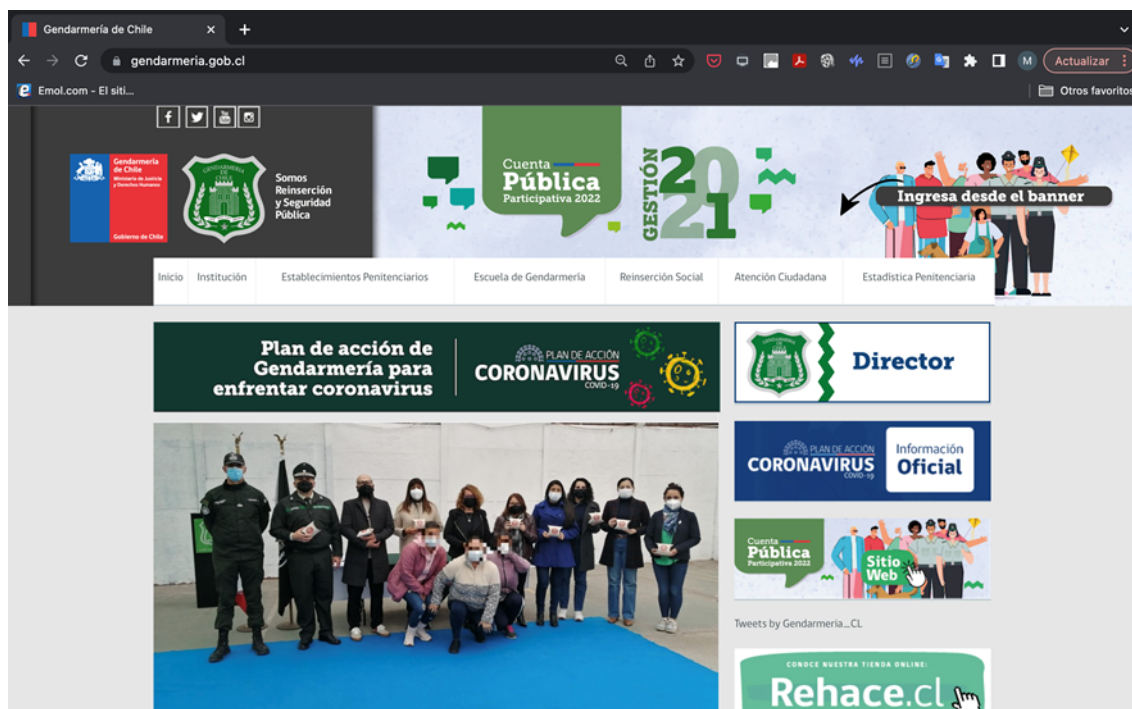 Gendarmería de Chile
gendarmeria.gob.cl
Actualizar
M
Emol.com - El siti...
Otros favoritos
Gendarmería
de Chile
Ministerio de Justicia
y Derechos Humanos
Gobierno de Chile
GENDARMERIA
DE
CHILE
Somos
Reinserción
y Seguridad
Pública
Cuenta
Pública
Participativa 2022
GESTIÓN
20
21
Ingresa desde el banner
Inicio
Institución
Establecimientos Penitenciarios
Escuela de Gendarmería
Reinserción Social
Atención Ciudadana
Estadística Penitenciaria
Plan de acción de
Gendarmería para
enfrentar coronavirus
PLAN DE ACCIÓN
CORONAVIRUS
COVID-19
Director
PLAN DE ACCIÓN
CORONAVIRUS
COVID-19
Información
Oficial
Cuenta
Pública
Participativa 2022
Sitio
Web
Tweets by Gendarmeria_CL
CONOCE NUESTRA TIENDA ONLINE:
Rehace.cl